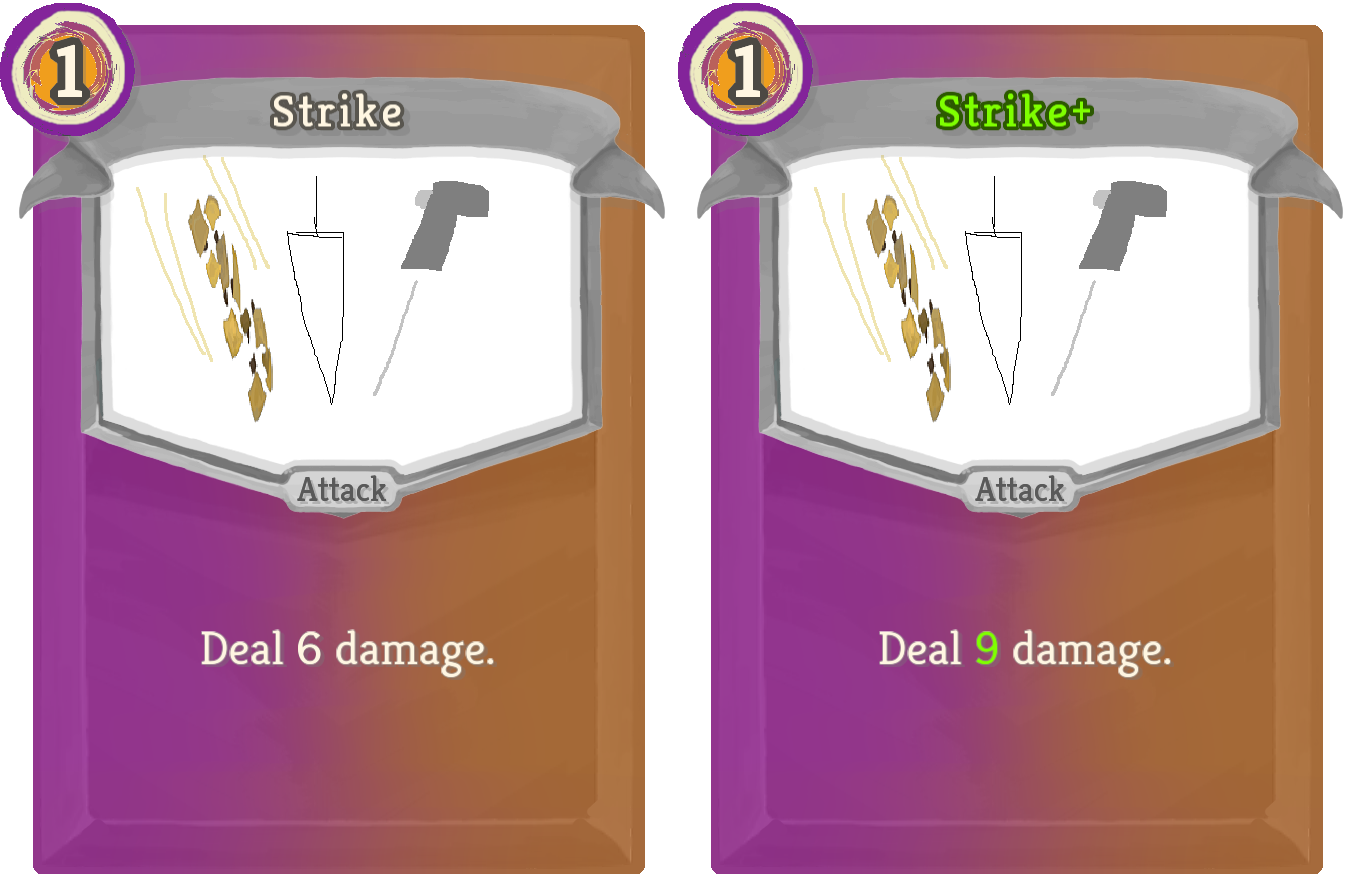 1
Strike
Attack
Deal 6 damage.
1
Strike+
Attack
Deal 9 damage.